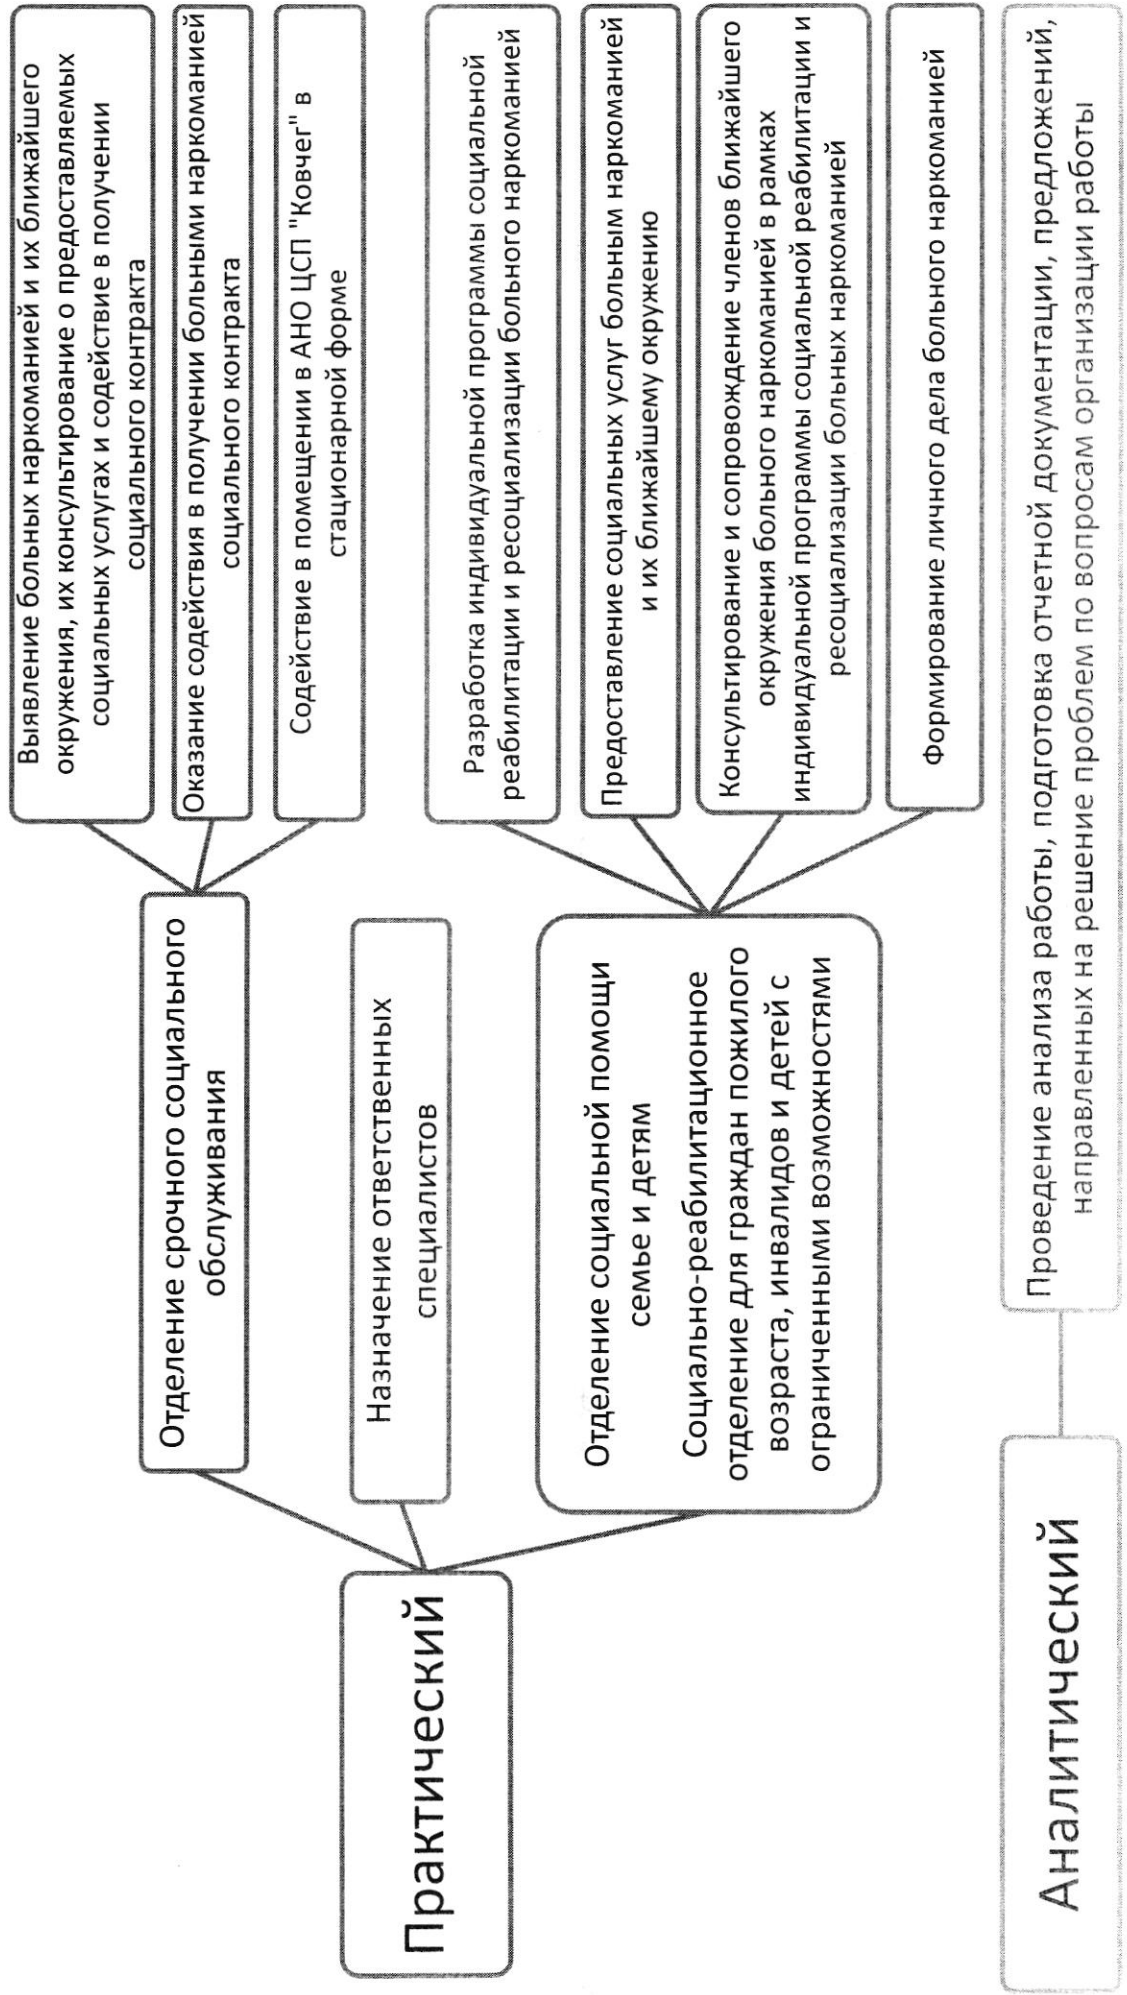 Практический
Отделение срочного социального
обслуживания
Выявление больных наркоманией и их ближайшего
окружения, их консультирование о предоставляемых
социальных услугах и содействие в получении
социального контракта
Оказание содействия в получении больными наркоманией
социального контракта
Содействие в помещении в АНО ЦСП "Ковчег" в
стационарной форме
Назначение ответственных
специалистов
Отделение социальной помощи
семье и детям
Социально-реабилитационное
отделение для граждан пожилого
возраста, инвалидов и детей с
ограниченными возможностями
Разработка индивидуальной программы социальной
реабилитации и ресоциализации больного наркоманией
Предоставление социальных услуг больным наркоманией
и их ближайшему окружению
Консультирование и сопровождение членов ближайшего
окружения больного наркоманией в рамках
индивидуальной программы социальной реабилитации и
ресоциализации больных наркоманией
Формирование личного дела больного наркоманией
Аналитический
Проведение анализа работы, подготовка отчетной документации, предложений,
направленных на решение проблем по вопросам организации работы